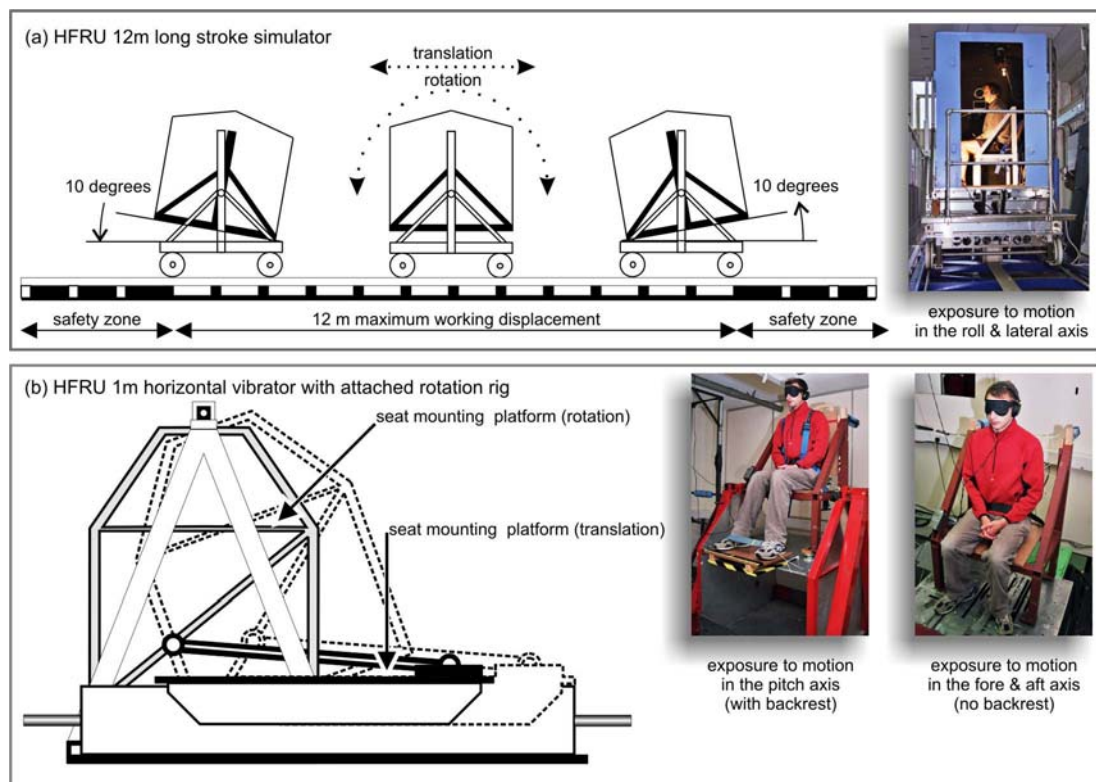 (a) HFRU 12m long stroke simulator
translation
rotation
10 degrees
10 degrees
safety zone
12 m maximum working displacement
safety zone
exposure to motion
in the roll & lateral axis
(b) HFRU 1m horizontal vibrator with attached rotation rig
seat mounting platform (rotation)
seat mounting platform (translation)
exposure to motion
in the pitch axis
(with backrest)
exposure to motion
in the fore & aft axis
(no backrest)